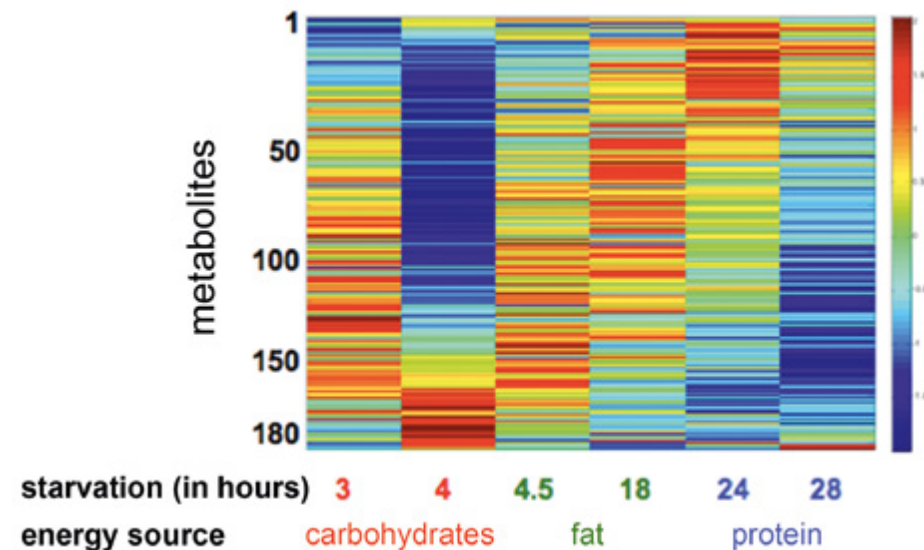 metabolites
1
50
100
150
180
starvation (in hours) 3 4 4.5 18 24 28
energy source carbohydrates fat protein